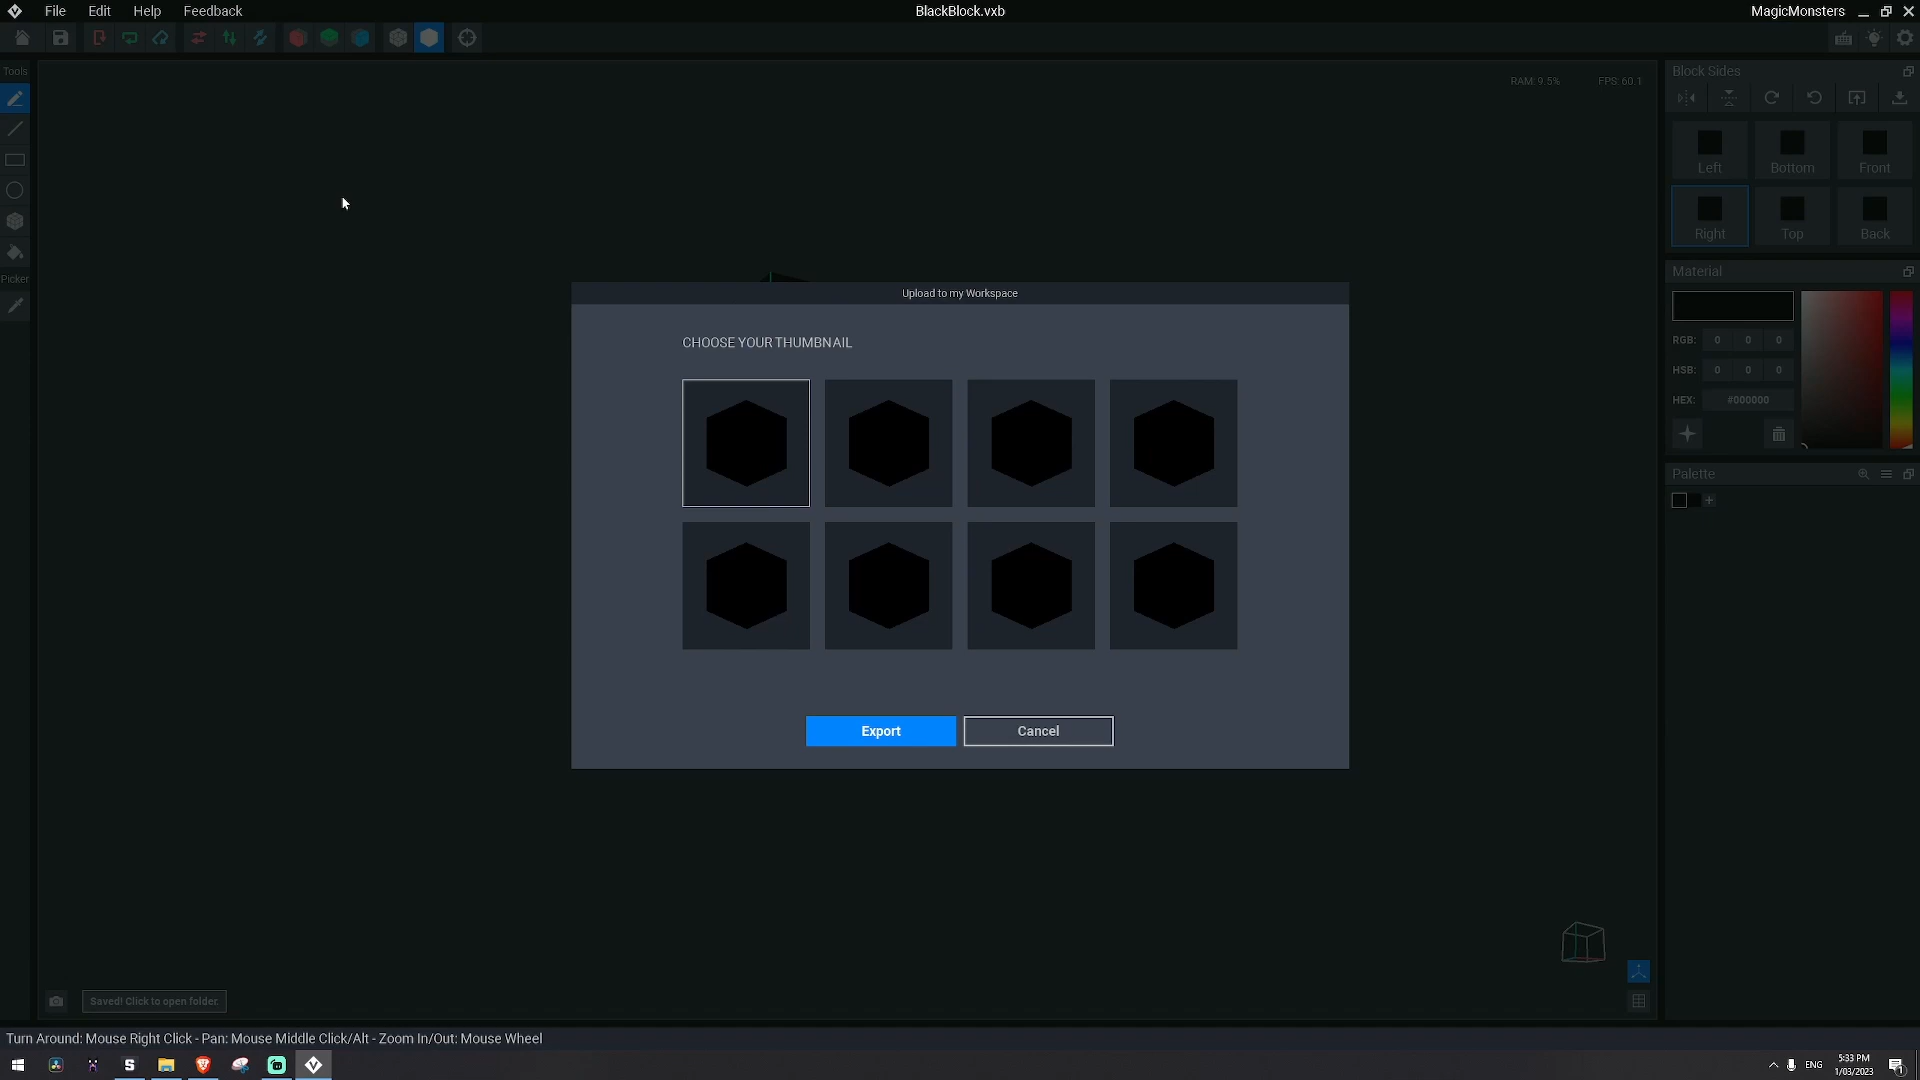 File Edit Help Feedback
BlackBlock.vxb
MagicMonsters
Tools
RAM: 9.5% FPS: 60.1
Block Sides
Left Bottom Front
Right Top Back
Picker
Material
RGB: 0 0 0
HSB: 0 0 0
HEX: #000000
Palette
Upload to my Workspace
CHOOSE YOUR THUMBNAIL
Export Cancel
Saved! Click to open folder.
Turn Around: Mouse Right Click - Pan: Mouse Middle Click/Alt - Zoom In/Out: Mouse Wheel
ENG
5:33 PM
1/03/2023